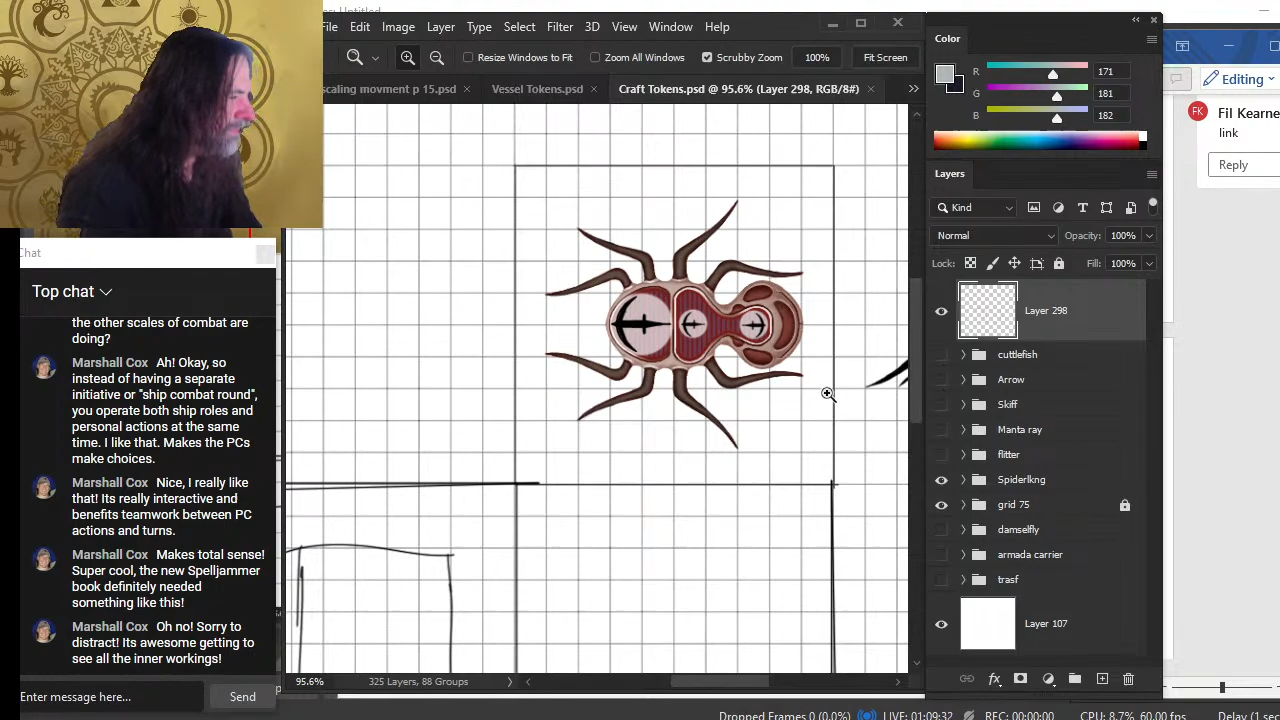 Untitled
File Edit Image Layer Type Select Filter 3D View Window Help
Resize Windows to Fit Zoom All Windows Scrubby Zoom 100% Fit Screen
scaling movment p 15.psd × Vessel Tokens.psd × Craft Tokens.psd @ 95.6% (Layer 298, RGB/8#) ×
Color
R 171
G 181
B 182
Layers
Kind
Normal Opacity: 100%
Lock: Fill: 100%
Layer 298
cuttlefish
Arrow
Skiff
Manta ray
flitter
Spiderlkng
grid 75
damselfly
armada carrier
trasf
Layer 107
95.6% 325 Layers, 88 Groups
Editing
FK Fil Kearne
link
Reply
Chat
Top chat
the other scales of combat are
doing?
Marshall Cox Ah! Okay, so
instead of having a separate
initiative or "ship combat round",
you operate both ship roles and
personal actions at the same
time. I like that. Makes the PCs
make choices.
Marshall Cox Nice, I really like
that! Its really interactive and
benefits teamwork between PC
actions and turns.
Marshall Cox Makes total sense!
Super cool, the new Spelljammer
book definitely needed
something like this!
Marshall Cox Oh no! Sorry to
distract! Its awesome getting to
see all the inner workings!
Enter message here... Send
Dropped Frames 0 (0.0%) LIVE: 01:09:32 REC: 00:00:00 CPU: 8.7%, 60.00 fps Delay (1 sec